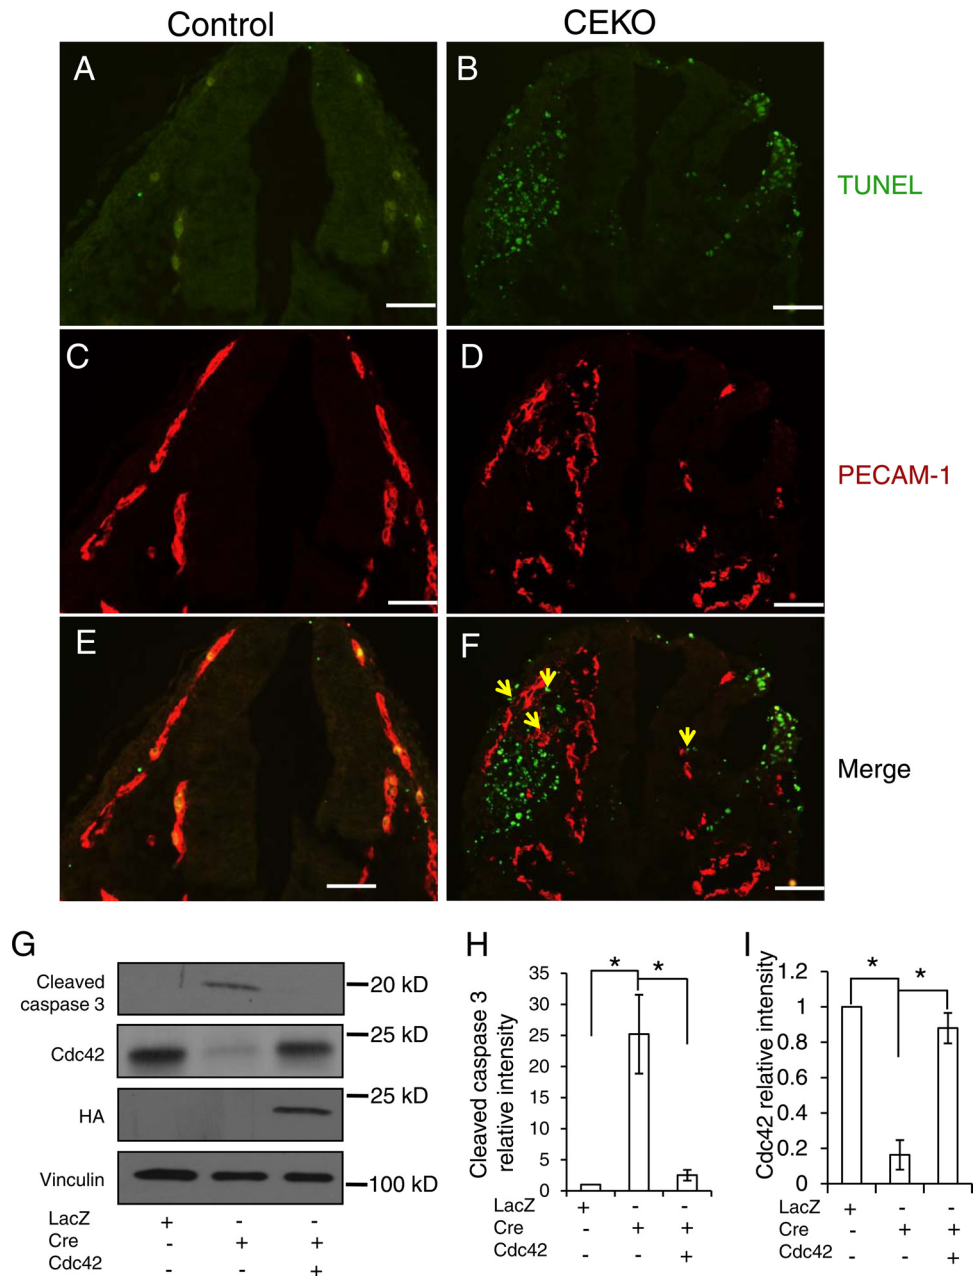 Control CEKO
A B
TUNEL
C D
PECAM-1
E F
Merge
G H I
Cleaved
caspase 3
20 kD
Cdc42
25 kD
HA
25 kD
Vinculin
100 kD
LacZ + - -
Cre - + +
Cdc42 - - +
Cleaved caspase 3
relative intensity
35
30
25
20
15
10
5
0
* *
LacZ + - -
Cre - + +
Cdc42 - - +
Cdc42 relative intensity
1.2
1
0.8
0.6
0.4
0.2
0
* *
LacZ + - -
Cre - + +
Cdc42 - - +